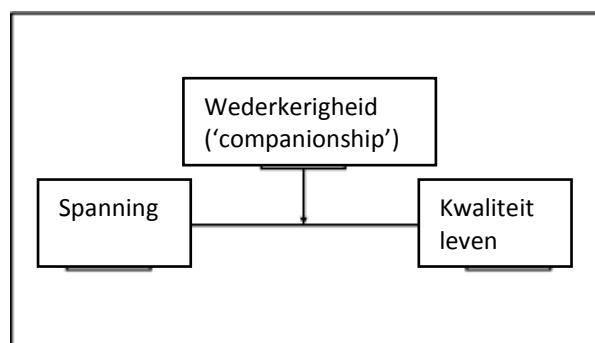 Wederkerigheid
(‘companionship’)
Spanning
Kwaliteit
leven